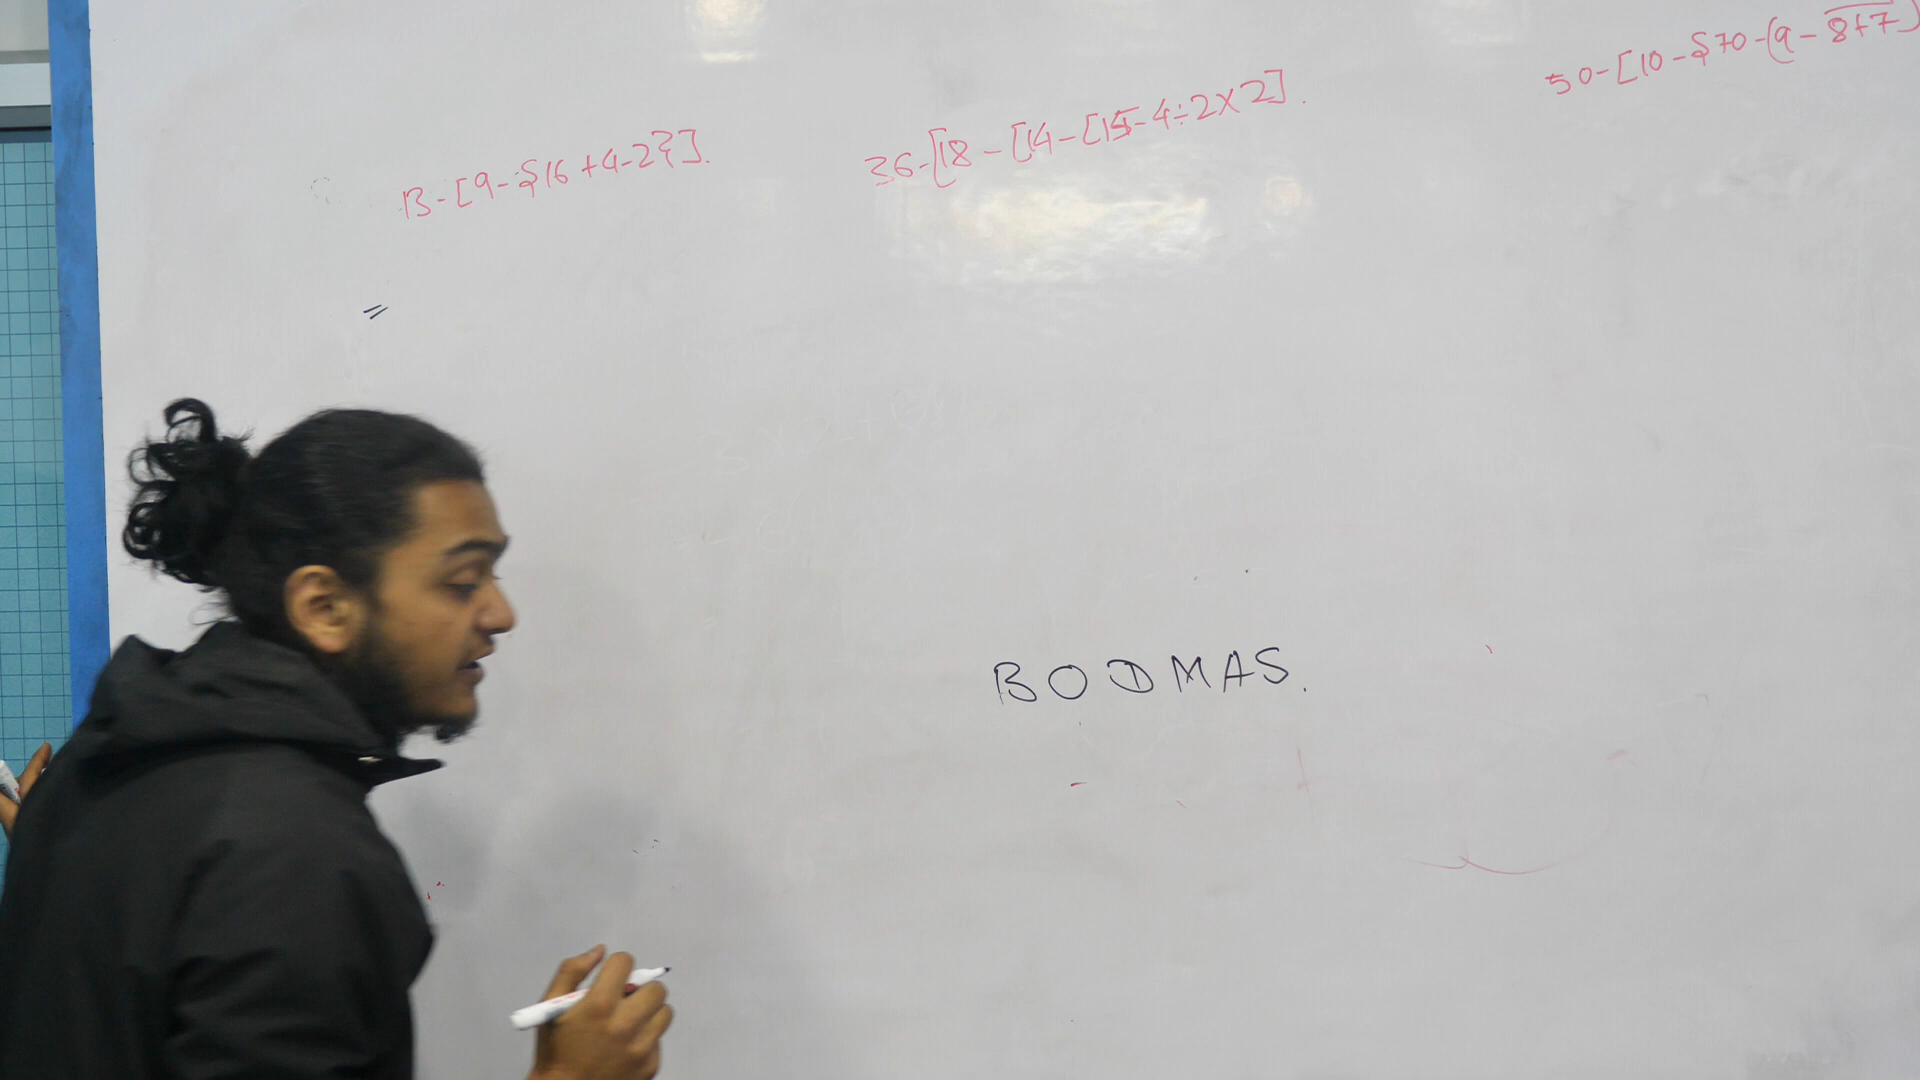 13-[9-{16+4-2}].
36-[18-[14-[15-4÷2×2].
50-[10-{70-(9-8+7)
BODMAS.
=